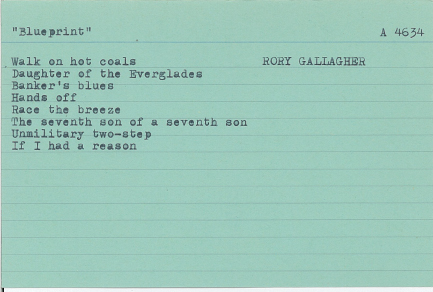 "Blueprint" A 4634
Walk on hot coals RORY GALLAGHER
Daughter of the Everglades
Banker's blues
Hands off
Race the breeze
The seventh son of a seventh son
Unmilitary two-step
If I had a reason